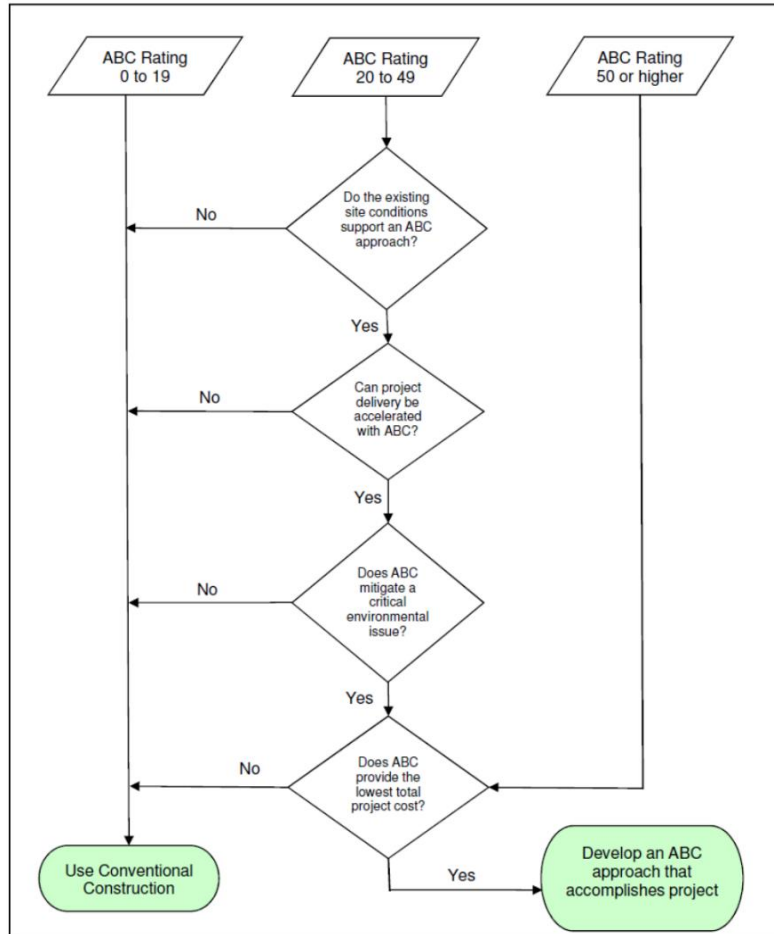 ABC Rating
0 to 19
ABC Rating
20 to 49
ABC Rating
50 or higher
Do the existing
site conditions
support an ABC
approach?
No
Yes
Can project
delivery be
accelerated
with ABC?
No
Yes
Does ABC
mitigate a
critical
environmental
issue?
No
Yes
Does ABC
provide the
lowest total
project cost?
No
Yes
Use Conventional
Construction
Develop an ABC
approach that
accomplishes project